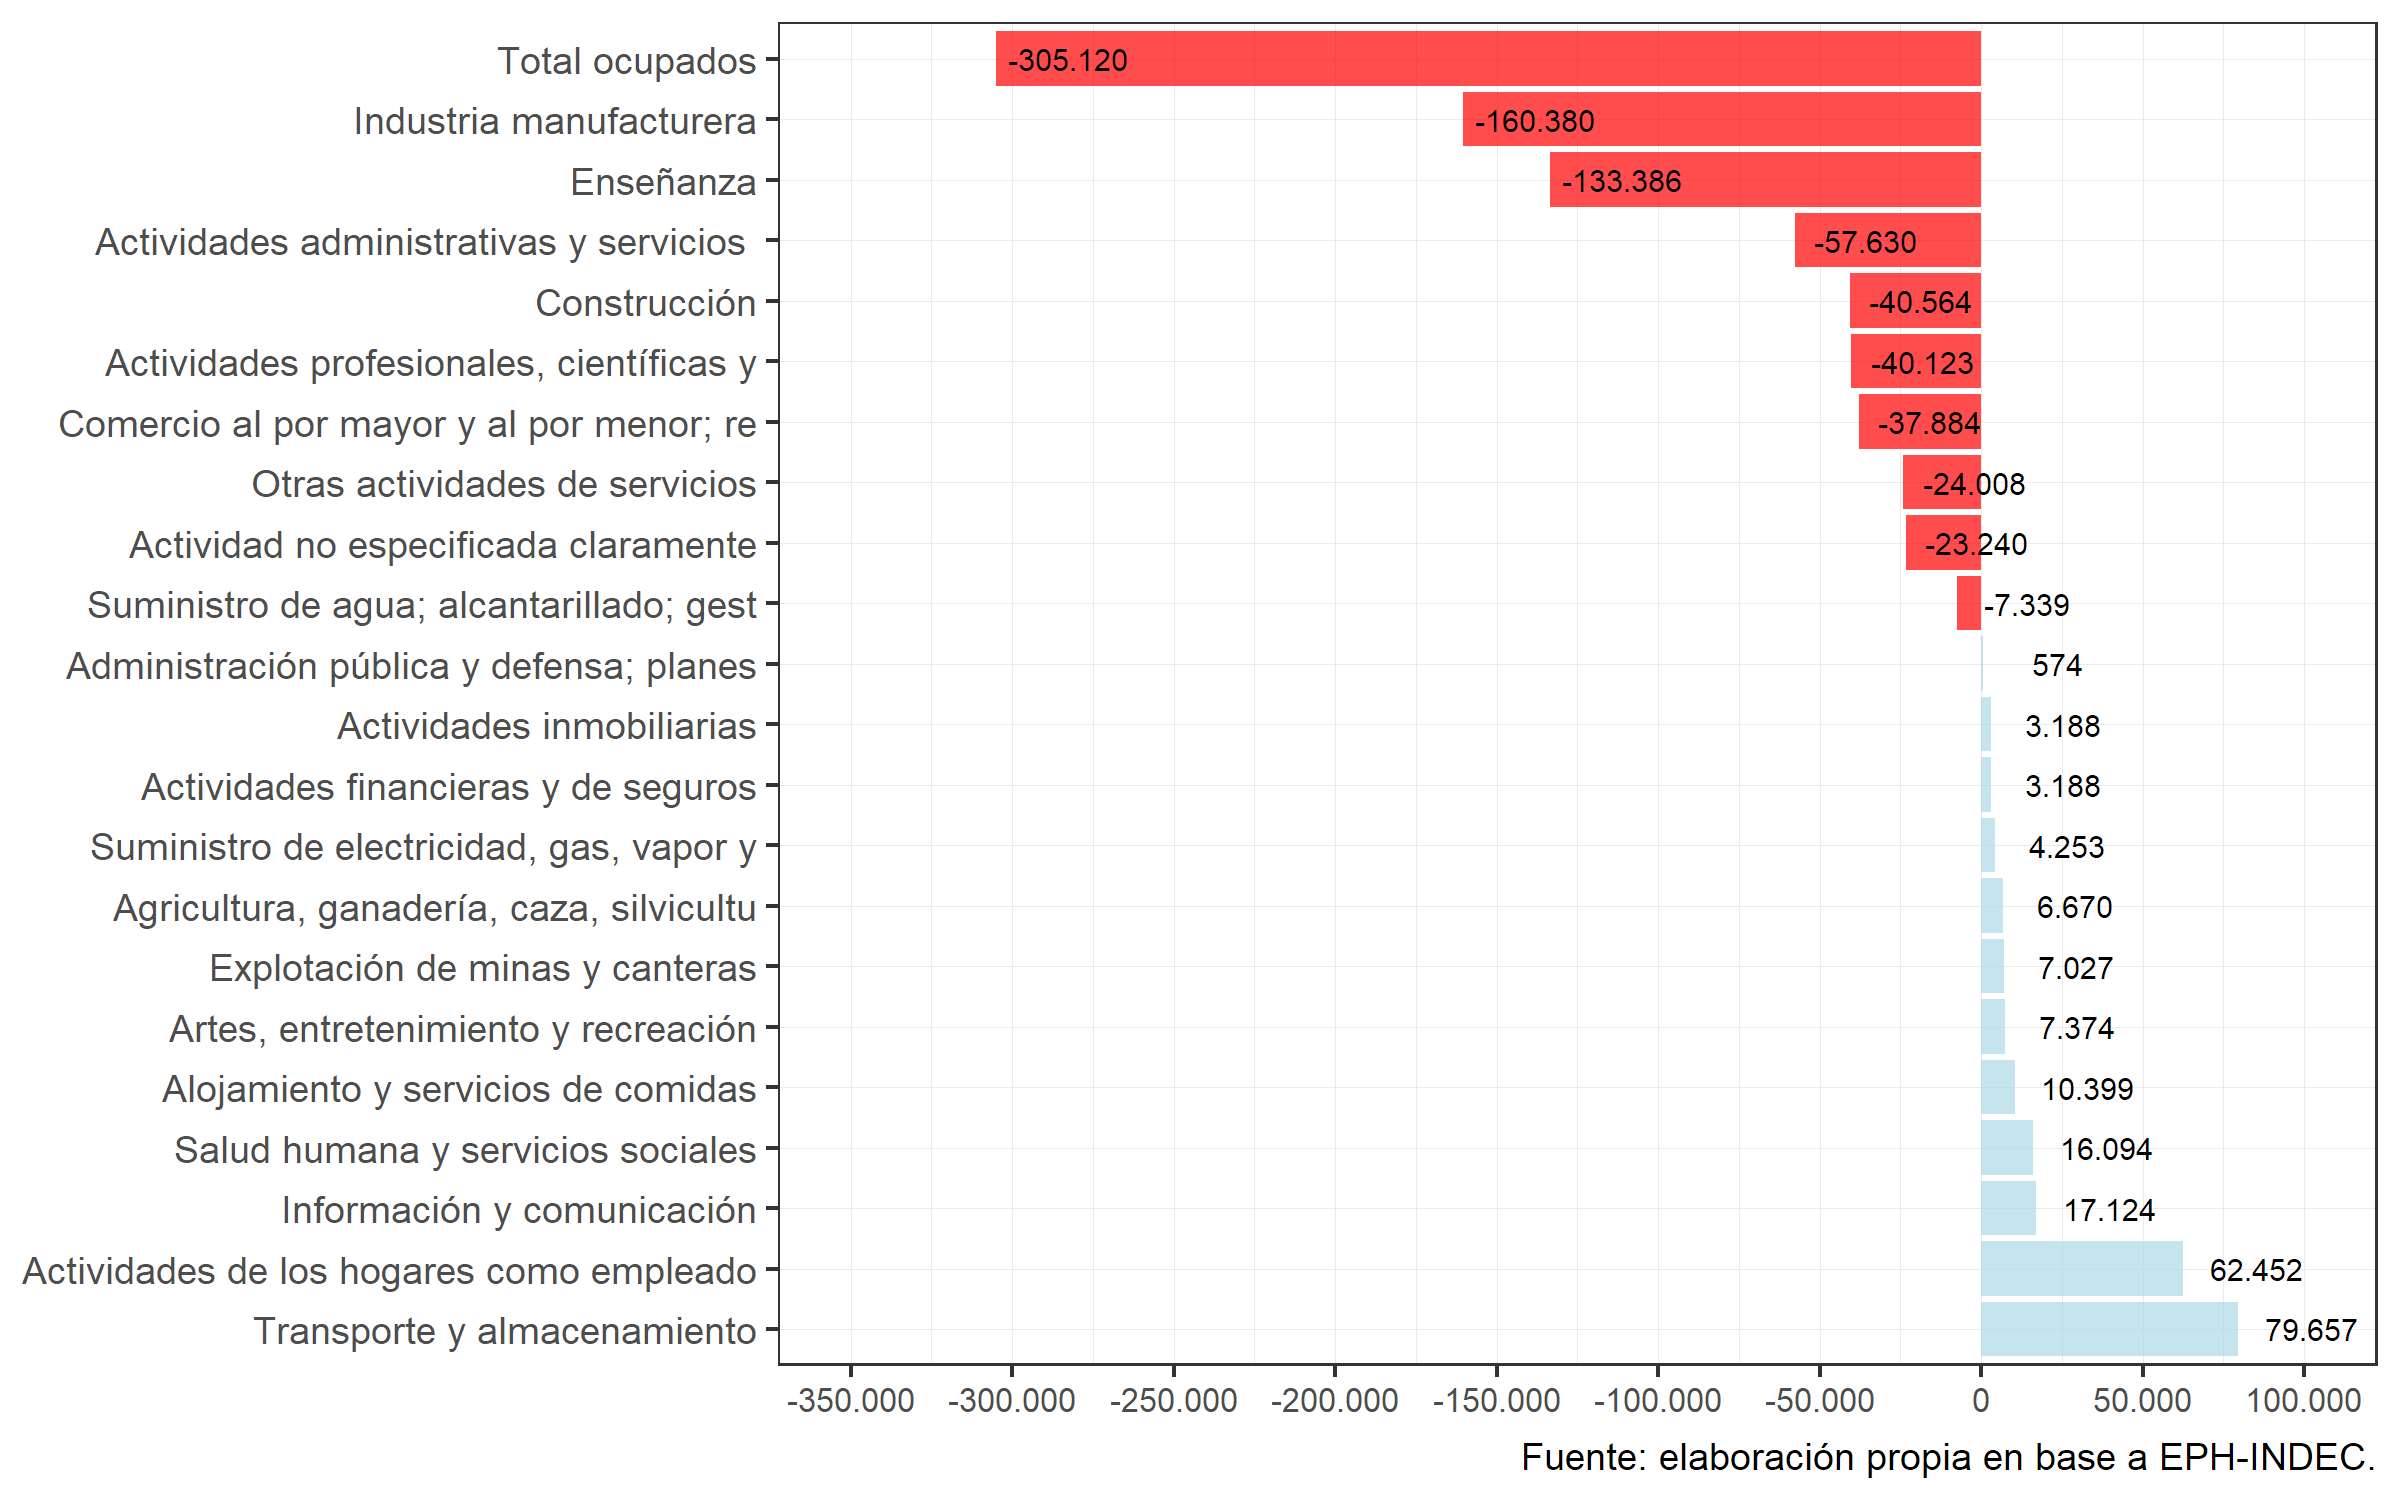 Total ocupados -305.120
Industria manufacturera -160.380
Enseñanza -133.386
Actividades administrativas y servicios -57.630
Construcción -40.564
Actividades profesionales, científicas y -40.123
Comercio al por mayor y al por menor; re -37.884
Otras actividades de servicios -24.008
Actividad no especificada claramente -23.240
Suministro de agua; alcantarillado; gest -7.339
Administración pública y defensa; planes 574
Actividades inmobiliarias 3.188
Actividades financieras y de seguros 3.188
Suministro de electricidad, gas, vapor y 4.253
Agricultura, ganadería, caza, silvicultu 6.670
Explotación de minas y canteras 7.027
Artes, entretenimiento y recreación 7.374
Alojamiento y servicios de comidas 10.399
Salud humana y servicios sociales 16.094
Información y comunicación 17.124
Actividades de los hogares como empleado 62.452
Transporte y almacenamiento 79.657
-350.000 -300.000 -250.000 -200.000 -150.000 -100.000 -50.000 0 50.000 100.000
Fuente: elaboración propia en base a EPH-INDEC.